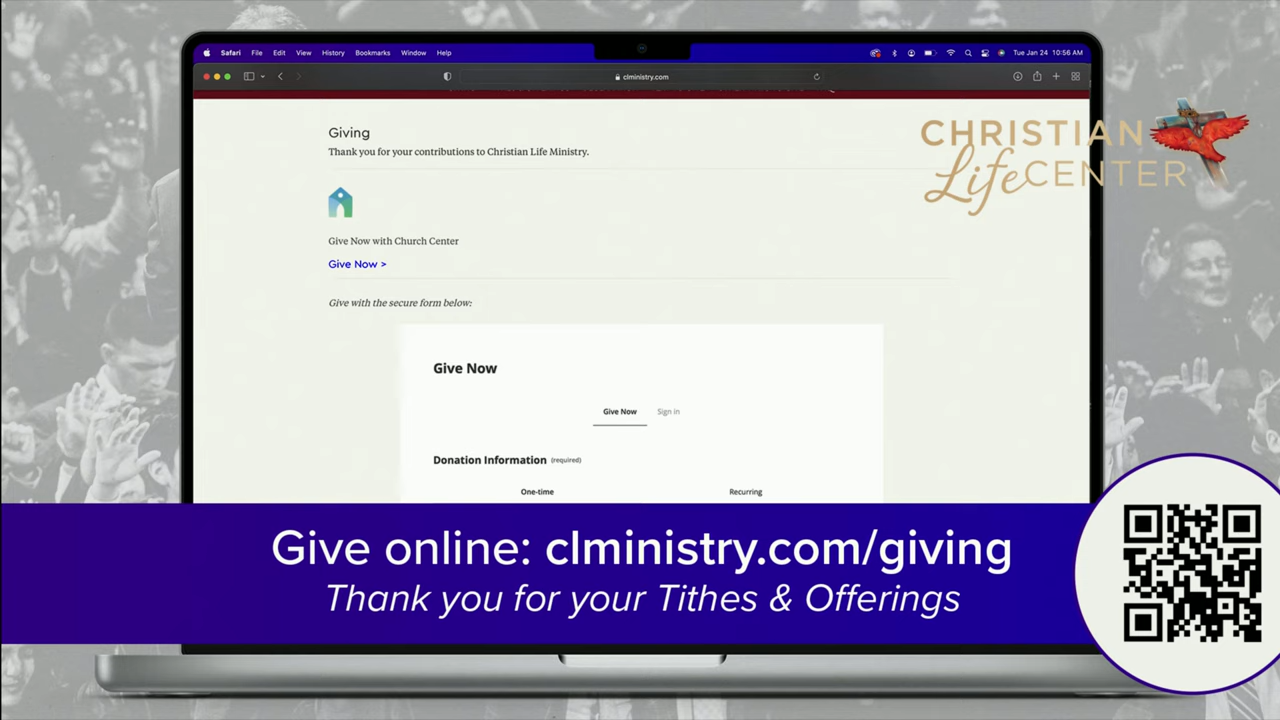 Safari File Edit View History Bookmarks Window Help
Tue Jan 24 10:56 AM
clministry.com
Giving
Thank you for your contributions to Christian Life Ministry.
CHRISTIAN
Life CENTER
Give Now with Church Center
Give Now >
Give with the secure form below:
Give Now
Give Now Sign in
Donation Information (required)
One-time Recurring
Give online: clministry.com/giving
Thank you for your Tithes & Offerings